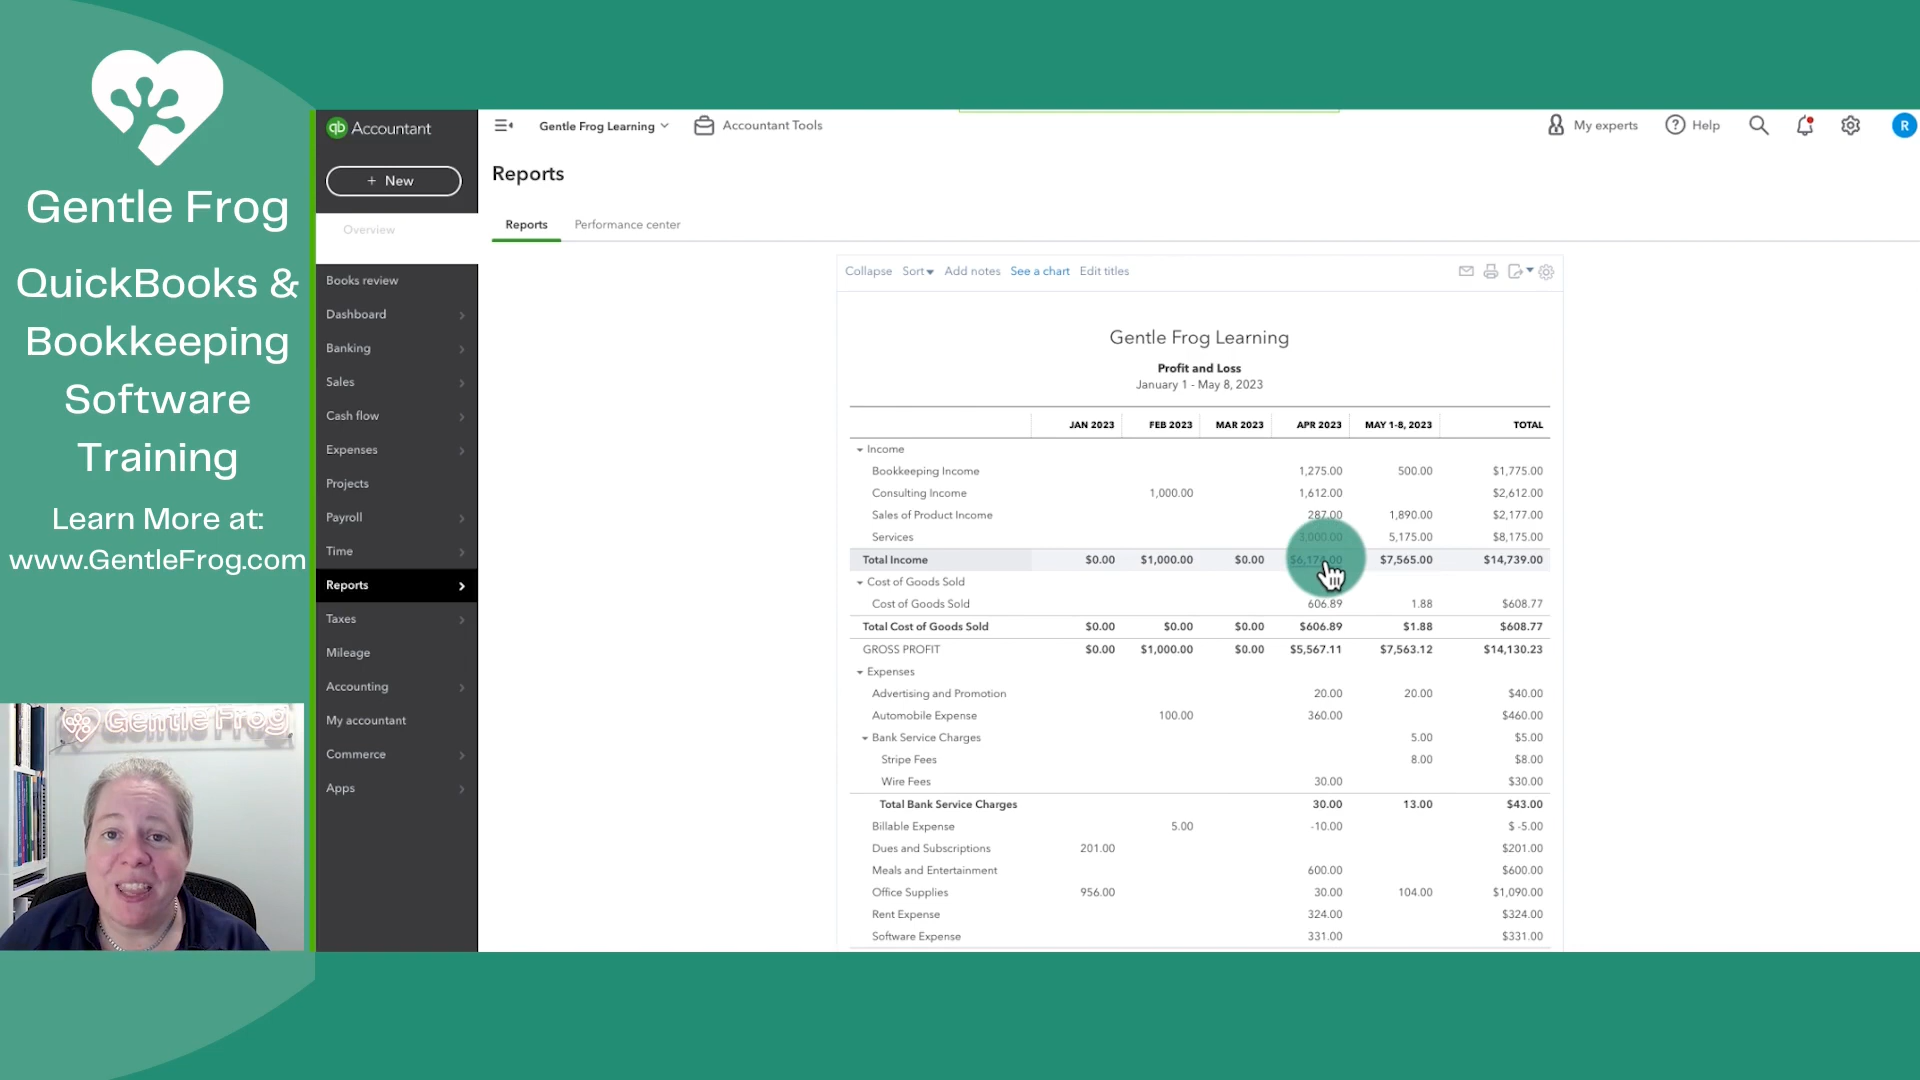 Gentle Frog
QuickBooks &
Bookkeeping
Software
Training
Learn More at:
www.GentleFrog.com
Gentle Frog
qb Accountant
+ New
Overview
Books review
Dashboard
Banking
Sales
Cash flow
Expenses
Projects
Payroll
Time
Reports
Taxes
Mileage
Accounting
My accountant
Commerce
Apps
Gentle Frog Learning Accountant Tools My experts Help R
Reports
Reports Performance center
Collapse Sort Add notes See a chart Edit titles
Gentle Frog Learning
Profit and Loss
January 1 - May 8, 2023
JAN 2023 FEB 2023 MAR 2023 APR 2023 MAY 1-8, 2023 TOTAL
Income
Bookkeeping Income 1,275.00 500.00 $1,775.00
Consulting Income 1,000.00 1,612.00 $2,612.00
Sales of Product Income 287.00 1,890.00 $2,177.00
Services 3,000.00 5,175.00 $8,175.00
Total Income $0.00 $1,000.00 $0.00 $6,174.00 $7,565.00 $14,739.00
Cost of Goods Sold
Cost of Goods Sold 606.89 1.88 $608.77
Total Cost of Goods Sold $0.00 $0.00 $0.00 $606.89 $1.88 $608.77
GROSS PROFIT $0.00 $1,000.00 $0.00 $5,567.11 $7,563.12 $14,130.23
Expenses
Advertising and Promotion 20.00 20.00 $40.00
Automobile Expense 100.00 360.00 $460.00
Bank Service Charges 5.00 $5.00
Stripe Fees 8.00 $8.00
Wire Fees 30.00 $30.00
Total Bank Service Charges 30.00 13.00 $43.00
Billable Expense 5.00 -10.00 $ -5.00
Dues and Subscriptions 201.00 $201.00
Meals and Entertainment 600.00 $600.00
Office Supplies 956.00 30.00 104.00 $1,090.00
Rent Expense 324.00 $324.00
Software Expense 331.00 $331.00